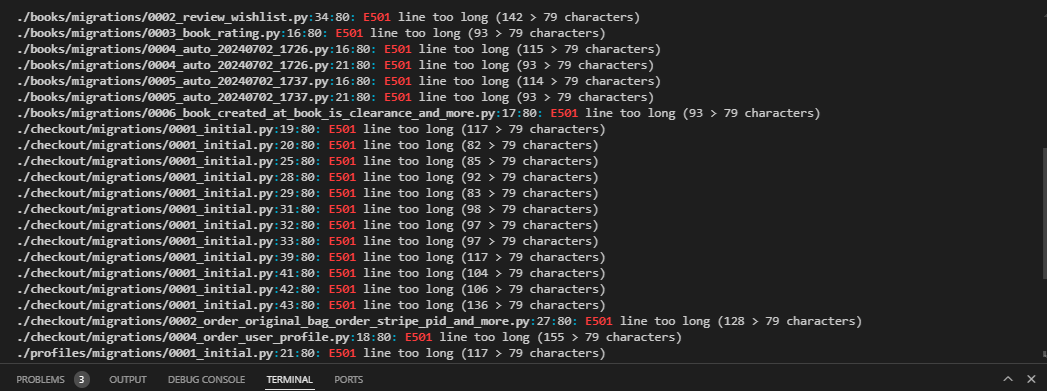 ./books/migrations/0002_review_wishlist.py:34:80: E501 line too long (142 > 79 characters)
./books/migrations/0003_book_rating.py:16:80: E501 line too long (93 > 79 characters)
./books/migrations/0004_auto_20240702_1726.py:16:80: E501 line too long (115 > 79 characters)
./books/migrations/0004_auto_20240702_1726.py:21:80: E501 line too long (93 > 79 characters)
./books/migrations/0005_auto_20240702_1737.py:16:80: E501 line too long (114 > 79 characters)
./books/migrations/0005_auto_20240702_1737.py:21:80: E501 line too long (93 > 79 characters)
./books/migrations/0006_book_created_at_book_is_clearance_and_more.py:17:80: E501 line too long (93 > 79 characters)
./checkout/migrations/0001_initial.py:19:80: E501 line too long (117 > 79 characters)
./checkout/migrations/0001_initial.py:20:80: E501 line too long (82 > 79 characters)
./checkout/migrations/0001_initial.py:25:80: E501 line too long (85 > 79 characters)
./checkout/migrations/0001_initial.py:28:80: E501 line too long (92 > 79 characters)
./checkout/migrations/0001_initial.py:29:80: E501 line too long (83 > 79 characters)
./checkout/migrations/0001_initial.py:31:80: E501 line too long (98 > 79 characters)
./checkout/migrations/0001_initial.py:32:80: E501 line too long (97 > 79 characters)
./checkout/migrations/0001_initial.py:33:80: E501 line too long (97 > 79 characters)
./checkout/migrations/0001_initial.py:39:80: E501 line too long (117 > 79 characters)
./checkout/migrations/0001_initial.py:41:80: E501 line too long (104 > 79 characters)
./checkout/migrations/0001_initial.py:42:80: E501 line too long (106 > 79 characters)
./checkout/migrations/0001_initial.py:43:80: E501 line too long (136 > 79 characters)
./checkout/migrations/0002_order_original_bag_order_stripe_pid_and_more.py:27:80: E501 line too long (128 > 79 characters)
./checkout/migrations/0004_order_user_profile.py:18:80: E501 line too long (155 > 79 characters)
./profiles/migrations/0001_initial.py:21:80: E501 line too long (117 > 79 characters)
PROBLEMS 3 OUTPUT DEBUG CONSOLE TERMINAL PORTS